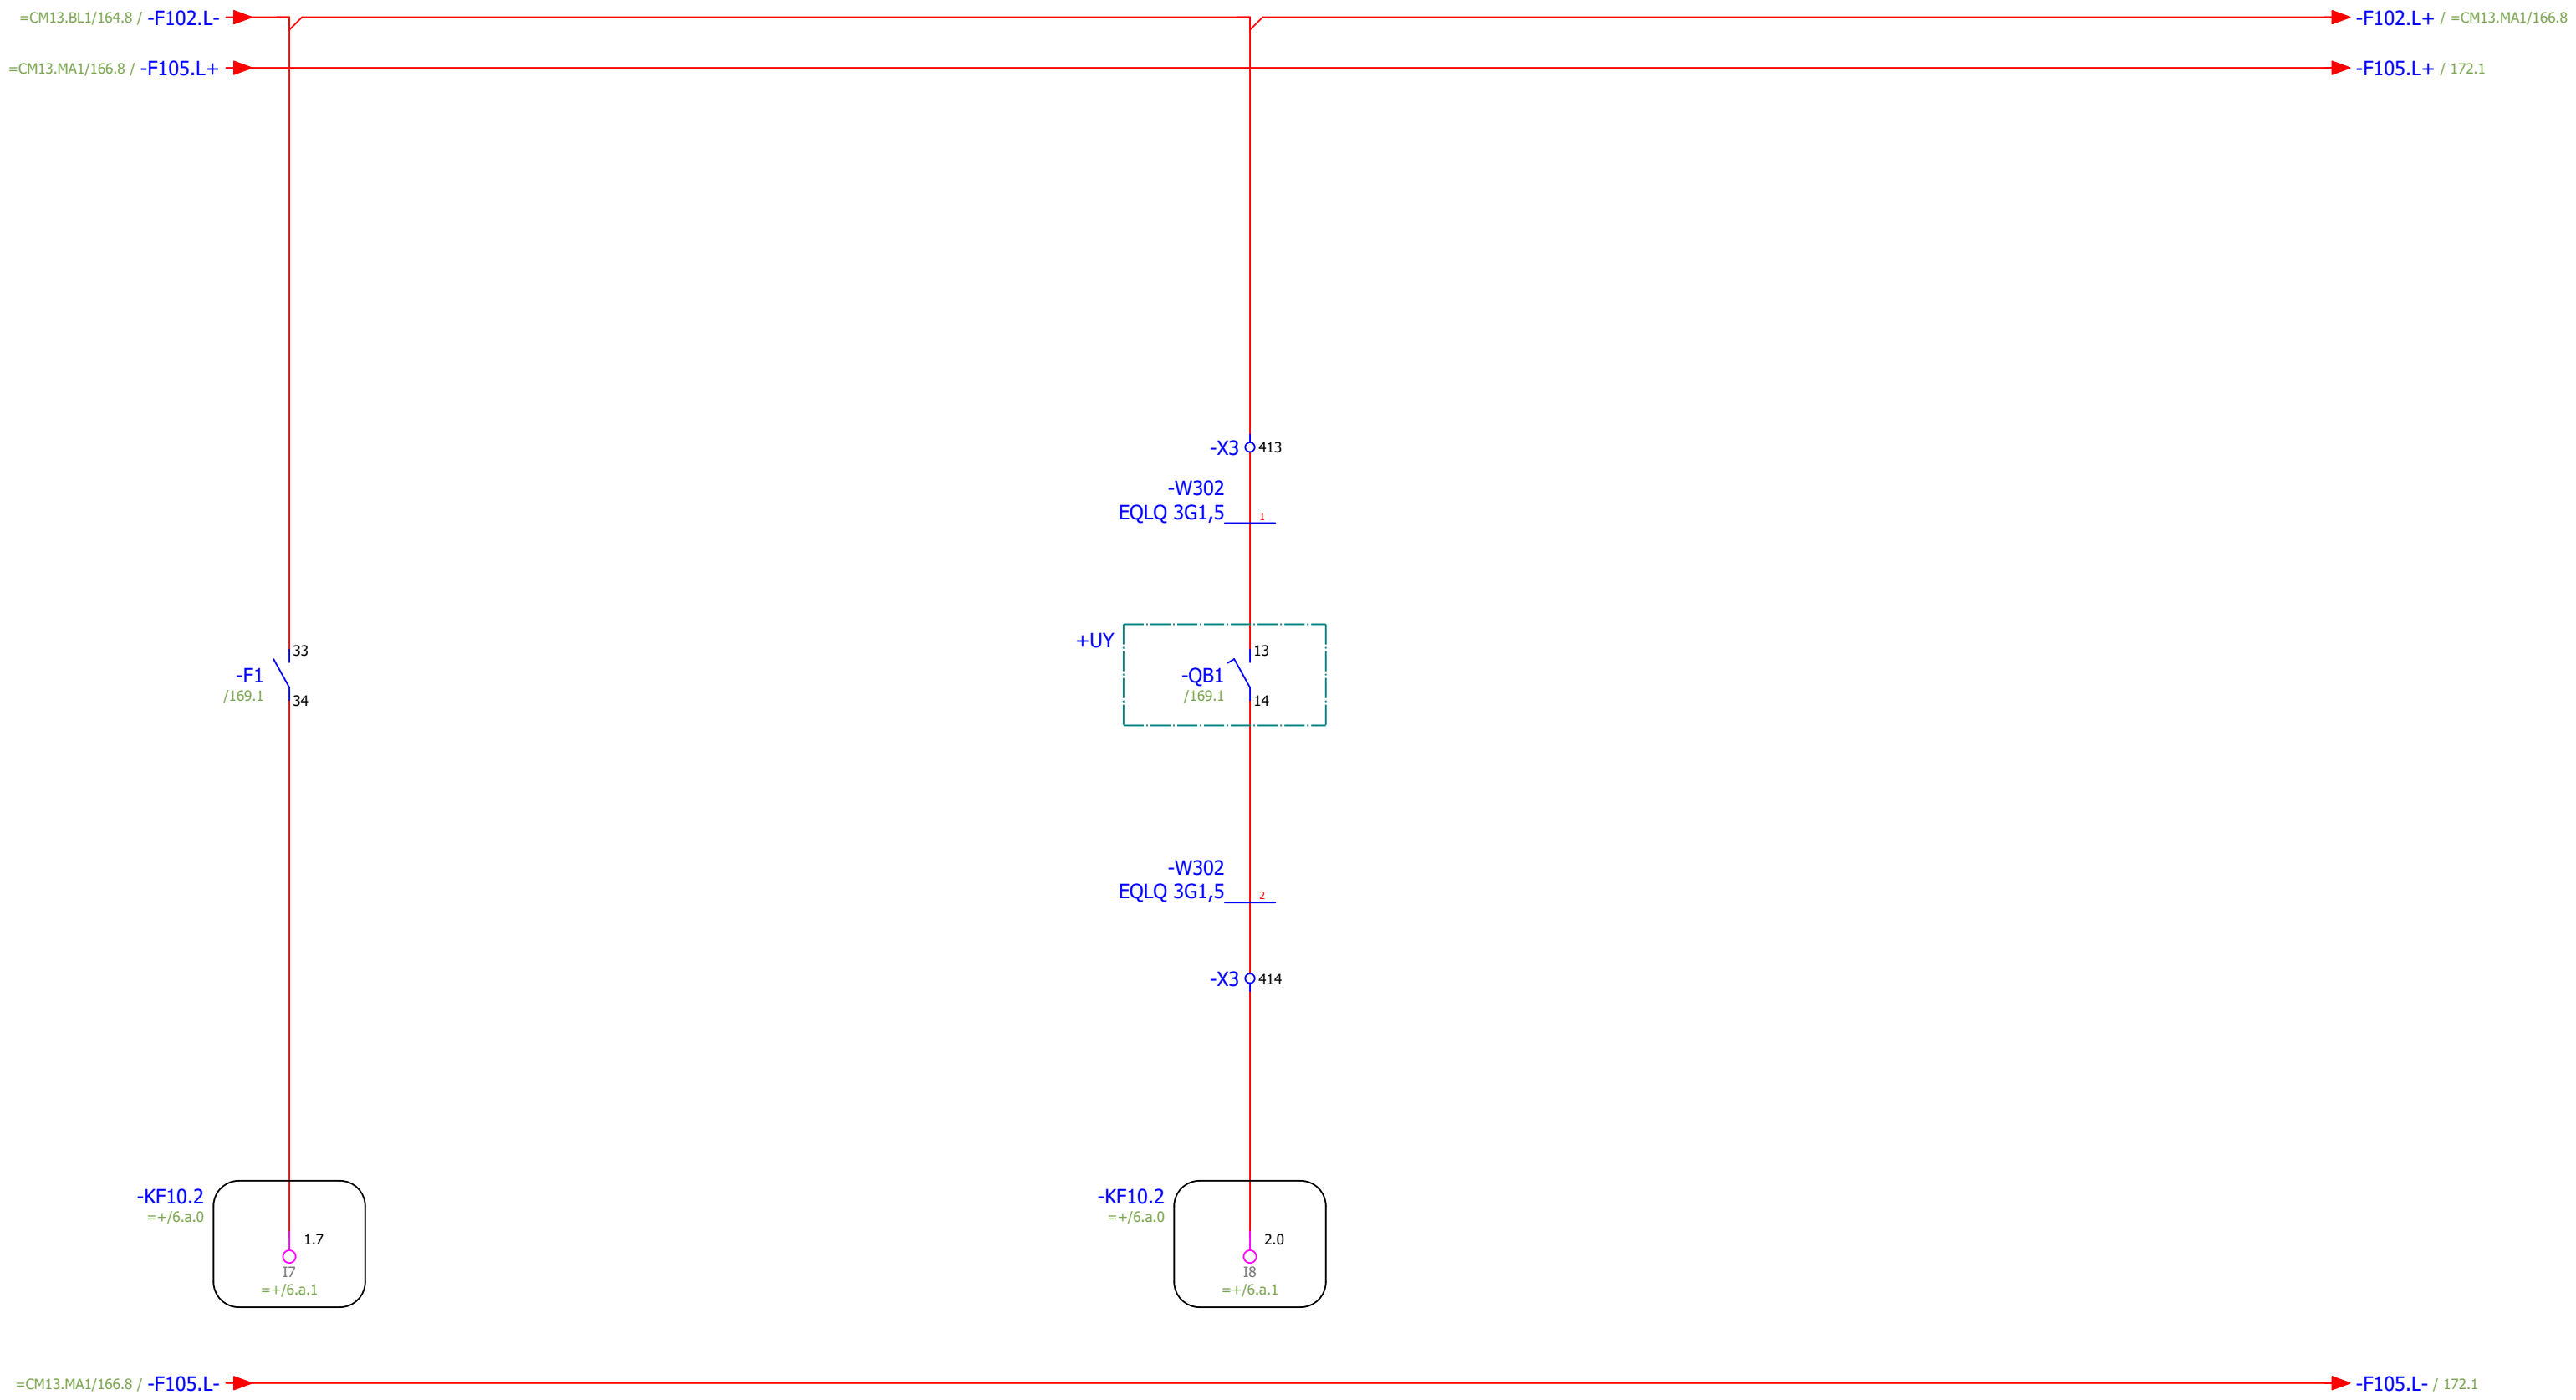 =CM13.BL1/164.8 / -F102.L-
-F102.L+ / =CM13.MA1/166.8
=CM13.MA1/166.8 / -F105.L+
-F105.L+ / 172.1
-X3 413
-W302
EQLQ 3G1,5 1
+UY
33
-F1
/169.1
34
13
-QB1
/169.1
14
-W302
EQLQ 3G1,5 2
-X3 414
-KF10.2
=+/6.a.0
1.7
I7
=+/6.a.1
-KF10.2
=+/6.a.0
2.0
I8
=+/6.a.1
=CM13.MA1/166.8 / -F105.L-
-F105.L- / 172.1